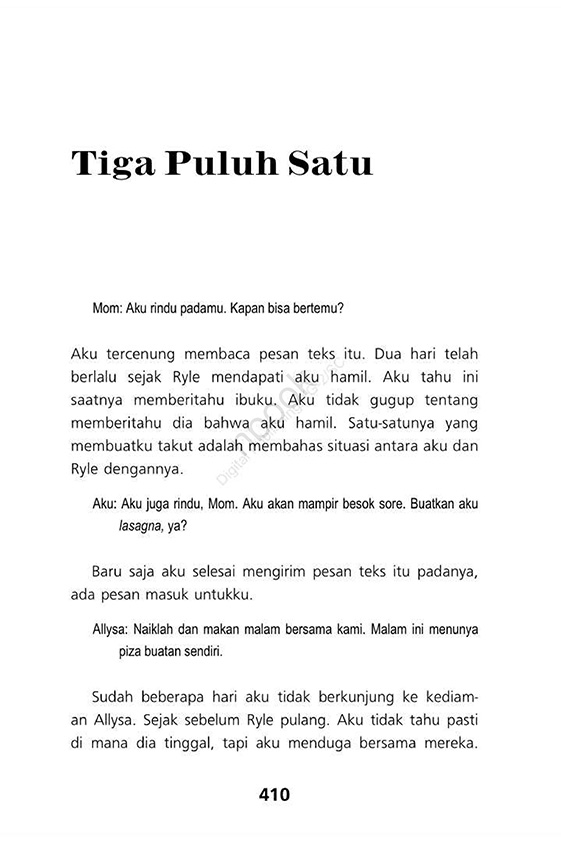 Tiga Puluh Satu
Mom: Aku rindu padamu. Kapan bisa bertemu?
Aku tercenung membaca pesan teks itu. Dua hari telah
berlalu sejak Ryle mendapati aku hamil. Aku tahu ini
saatnya memberitahu ibuku. Aku tidak gugup tentang
memberitahu dia bahwa aku hamil. Satu-satunya yang
membuatku takut adalah membahas situasi antara aku dan
Ryle dengannya.
Aku: Aku juga rindu, Mom. Aku akan mampir besok sore. Buatkan aku
lasagna, ya?
Baru saja aku selesai mengirim pesan teks itu padanya,
ada pesan masuk untukku.
Allysa: Naiklah dan makan malam bersama kami. Malam ini menunya
piza buatan sendiri.
Sudah beberapa hari aku tidak berkunjung ke kediam-
an Allysa. Sejak sebelum Ryle pulang. Aku tidak tahu pasti
di mana dia tinggal, tapi aku menduga bersama mereka.
410